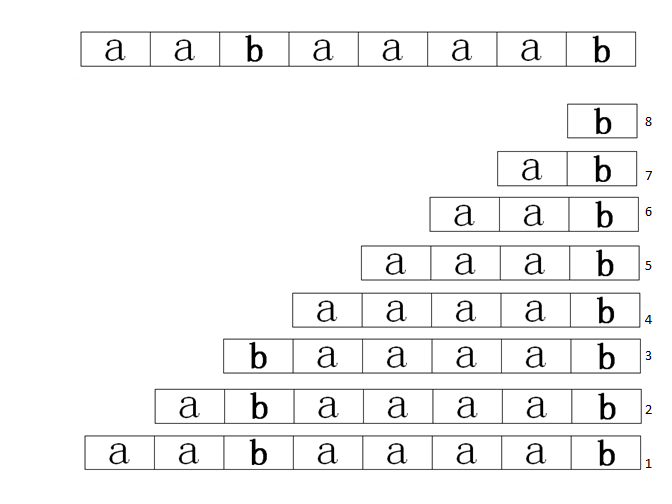 a a b a a a a b
b 8
a b 7
a a b 6
a a a b 5
a a a a b 4
b a a a a b 3
a b a a a a b 2
a a b a a a a b 1